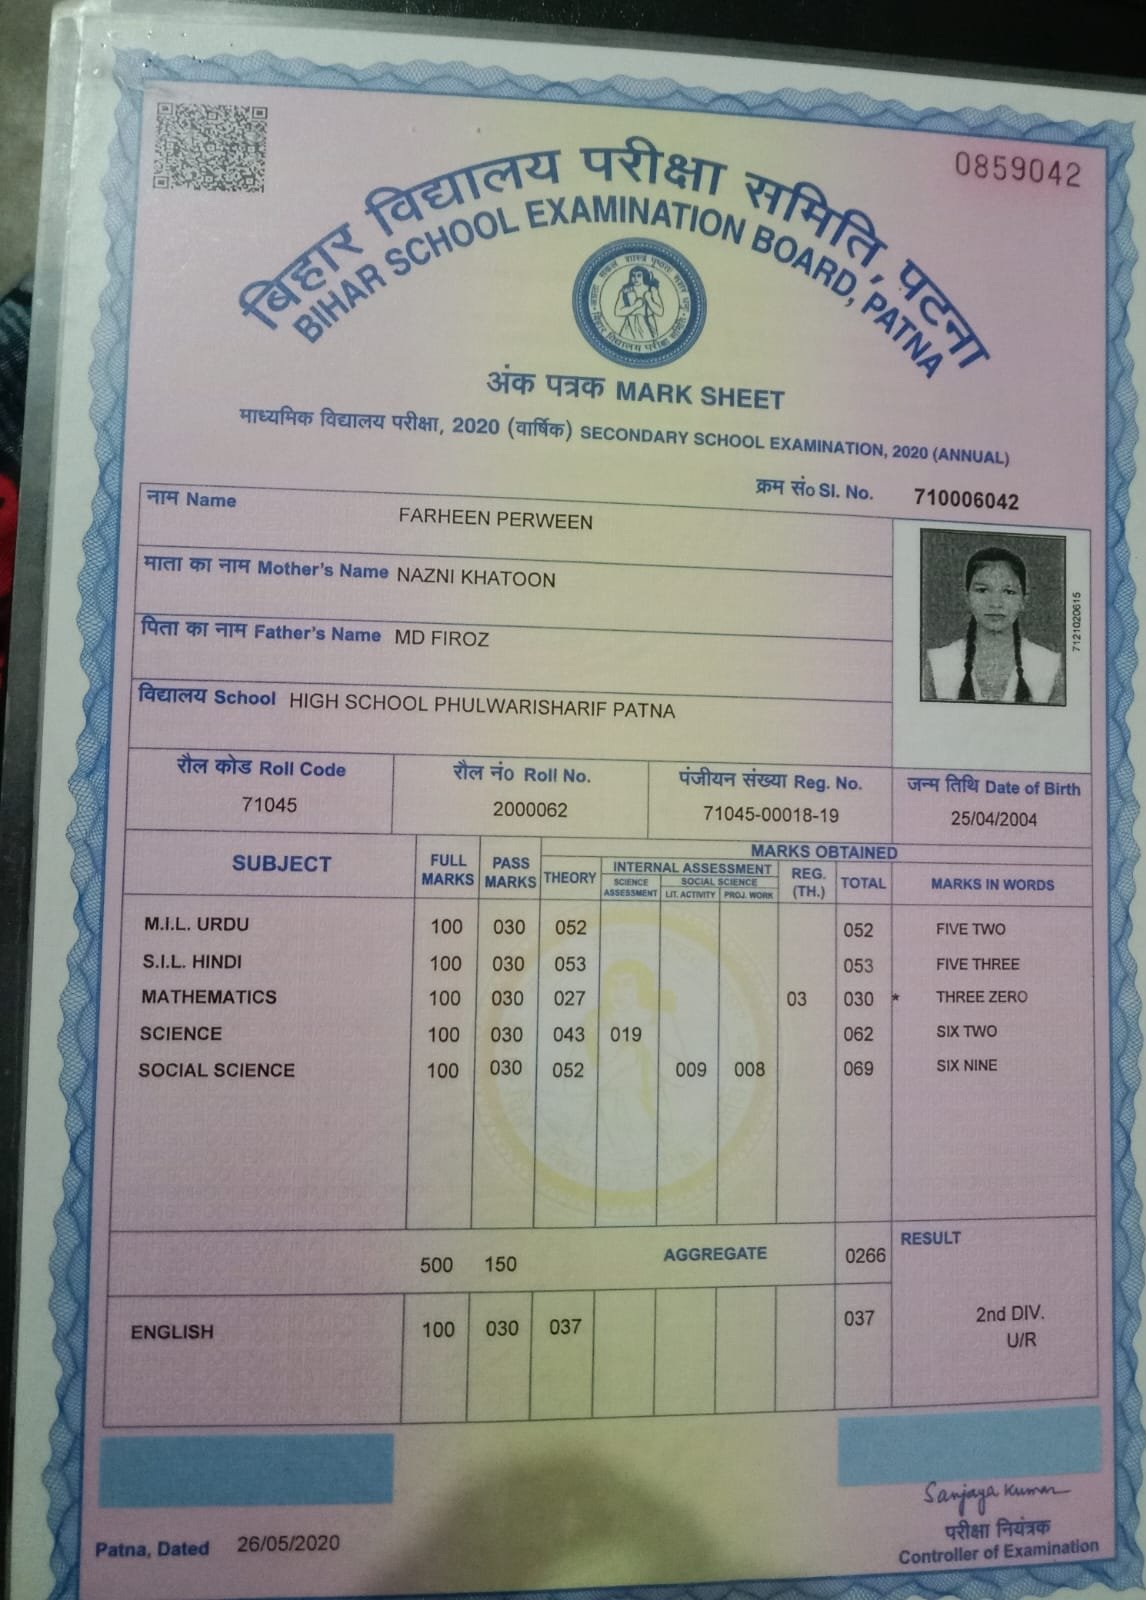 0859042
बिहार विद्यालय परीक्षा समिति, पटना
BIHAR SCHOOL EXAMINATION BOARD, PATNA
अंक पत्रक MARK SHEET
माध्यमिक विद्यालय परीक्षा, 2020 (वार्षिक) SECONDARY SCHOOL EXAMINATION, 2020 (ANNUAL)
क्रम सं० Sl. No. 710006042
नाम Name FARHEEN PERWEEN
माता का नाम Mother's Name NAZNI KHATOON
पिता का नाम Father's Name MD FIROZ
विद्यालय School HIGH SCHOOL PHULWARISHARIF PATNA
7121020615
रौल कोड Roll Code रौल नं० Roll No. पंजीयन संख्या Reg. No. जन्म तिथि Date of Birth
71045 2000062 71045-00018-19 25/04/2004
SUBJECT FULL MARKS PASS MARKS MARKS OBTAINED
THEORY INTERNAL ASSESSMENT REG. (TH.) TOTAL MARKS IN WORDS
SCIENCE ASSESSMENT SOCIAL SCIENCE
LIT. ACTIVITY PROJ. WORK
M.I.L. URDU 100 030 052 052 FIVE TWO
S.I.L. HINDI 100 030 053 053 FIVE THREE
MATHEMATICS 100 030 027 03 030 * THREE ZERO
SCIENCE 100 030 043 019 062 SIX TWO
SOCIAL SCIENCE 100 030 052 009 008 069 SIX NINE
500 150 AGGREGATE 0266 RESULT
ENGLISH 100 030 037 037 2nd DIV.
U/R
Sanjaya Kumar
Patna, Dated 26/05/2020 परीक्षा नियंत्रक
Controller of Examination